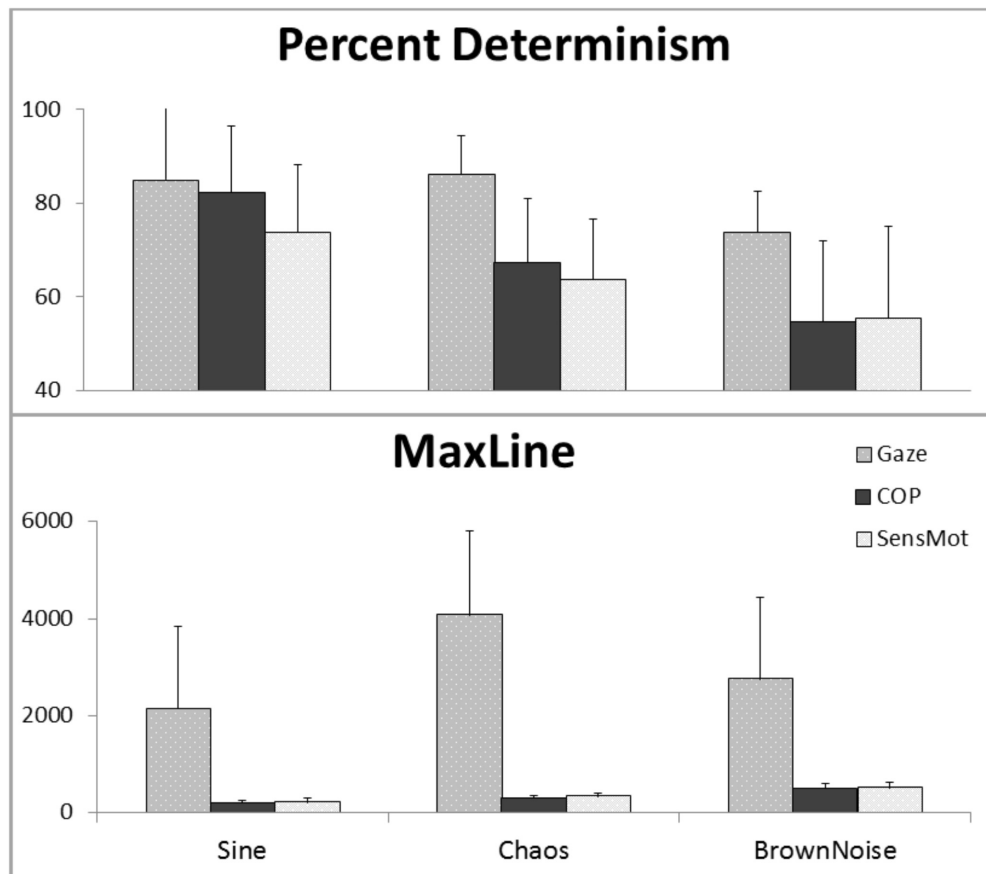 Percent Determinism
100
80
60
40
MaxLine
Gaze
COP
SensMot
6000
4000
2000
0
Sine Chaos BrownNoise